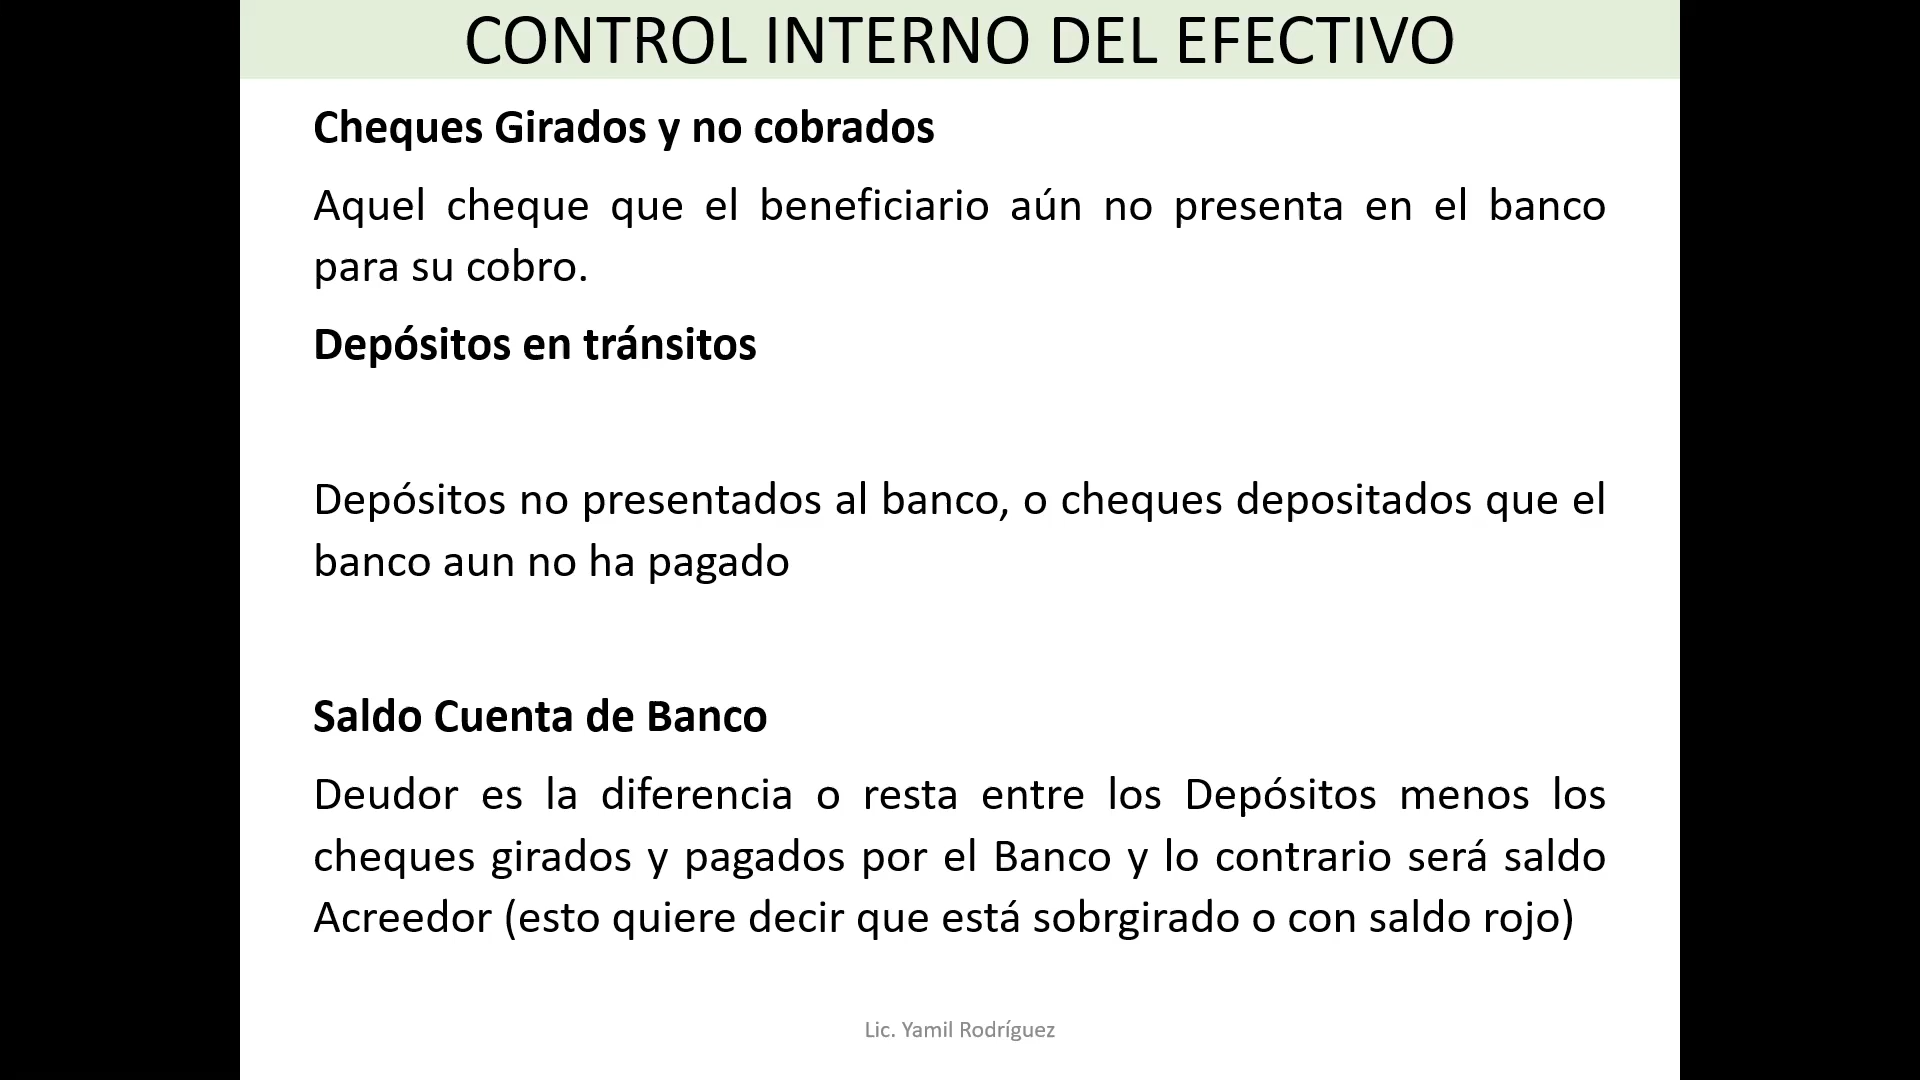 CONTROL INTERNO DEL EFECTIVO
Cheques Girados y no cobrados
Aquel cheque que el beneficiario aún no presenta en el banco
para su cobro.
Depósitos en tránsitos
Depósitos no presentados al banco, o cheques depositados que el
banco aun no ha pagado
Saldo Cuenta de Banco
Deudor es la diferencia o resta entre los Depósitos menos los
cheques girados y pagados por el Banco y lo contrario será saldo
Acreedor (esto quiere decir que está sobrgirado o con saldo rojo)
Lic. Yamil Rodríguez